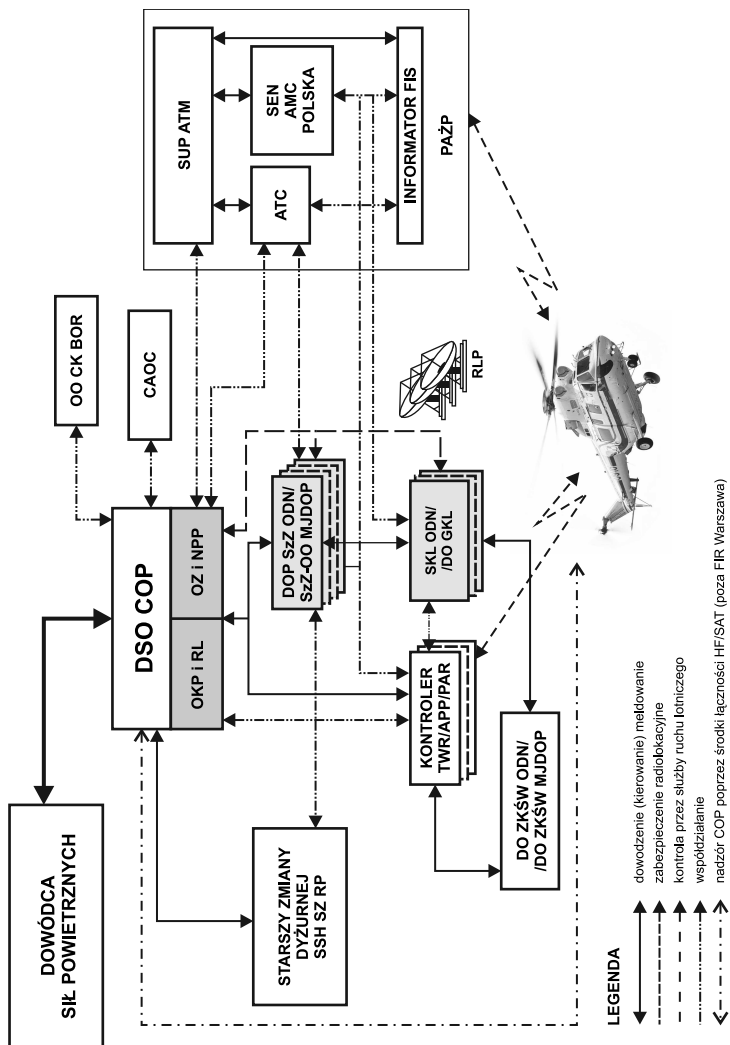 DOWÓDCA
SIŁ POWIETRZNYCH
DSO COP
OKP i RL
OZ i NPP
OO CK BOR
CAOC
SUP ATM
ATC
SEN
AMC
POLSKA
INFORMATOR FIS
PAŻP
STARSZY ZMIANY
DYŻURNEJ
SSH SZ RP
DOP SzZ ODN/
SzZ-OO MJDOP
KONTROLER
TWR/APP/PAR
SKL ODN/
/DO GKL
RLP
DO ZKŚW ODN/
/DO ZKŚW MJDOP
LEGENDA
dowodzenie (kierowanie) meldowanie
zabezpieczenie radiolokacyjne
kontrola przez służby ruchu lotniczego
współdziałanie
nadzór COP poprzez środki łączności HF/SAT (poza FIR Warszawa)